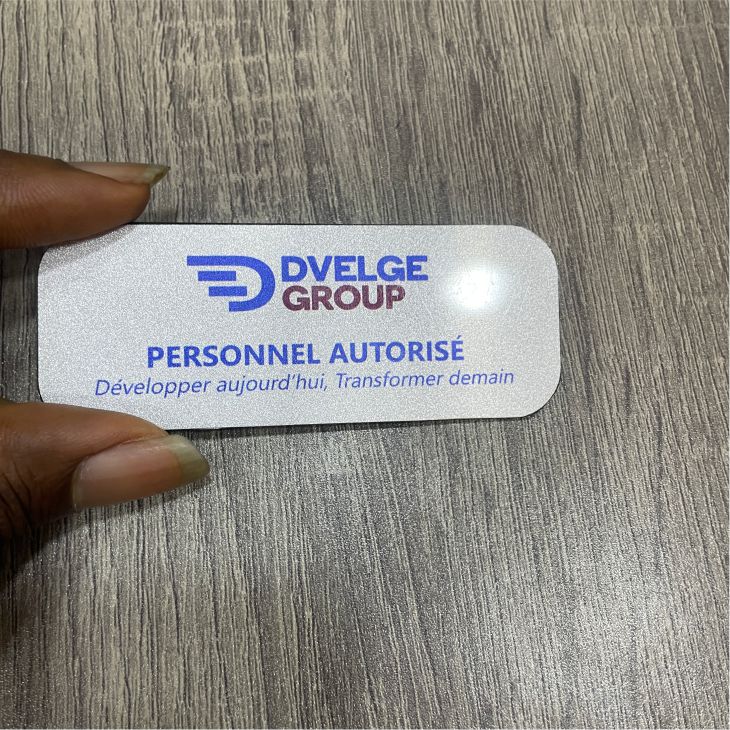 DVELGE
GROUP
PERSONNEL AUTORISÉ
Développer aujourd'hui, Transformer demain